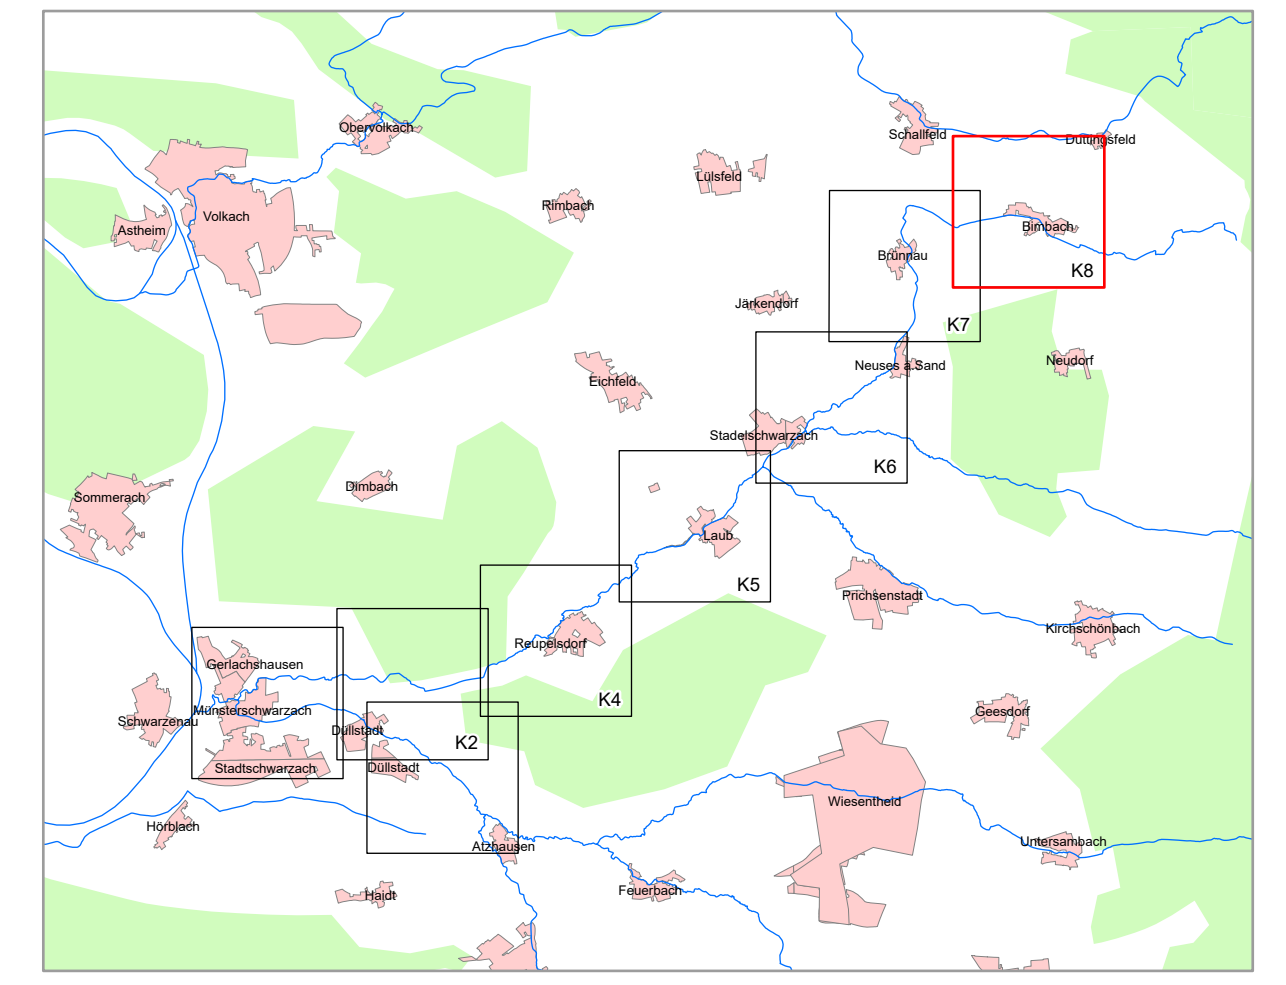 Obervolkach
Schallfeld
Düttingsfeld
Lülsfeld
Rimbach
Volkach
Astheim
Bimbach
Brünnau
K8
Järkendorf
K7
Neuses a.Sand
Neudorf
Eichfeld
Stadelschwarzach
K6
Dimbach
Sommerach
Laub
K5
Prichsenstadt
Kirchschönbach
Reupelsdorf
Gerlachshausen
K4
Münsterschwarzach
Geesdorf
Schwarzenau
Düllstadt
K2
Stadtschwarzach
Düllstadt
Wiesentheid
Hörblach
Untersambach
Atzhausen
Feuerbach
Haidt